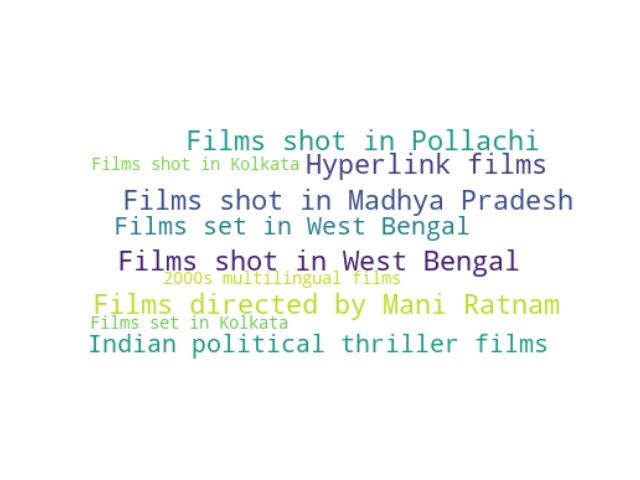 Films shot in Pollachi
Films shot in Kolkata
Hyperlink films
Films shot in Madhya Pradesh
Films set in West Bengal
Films shot in West Bengal
2000s multilingual films
Films directed by Mani Ratnam
Films set in Kolkata
Indian political thriller films